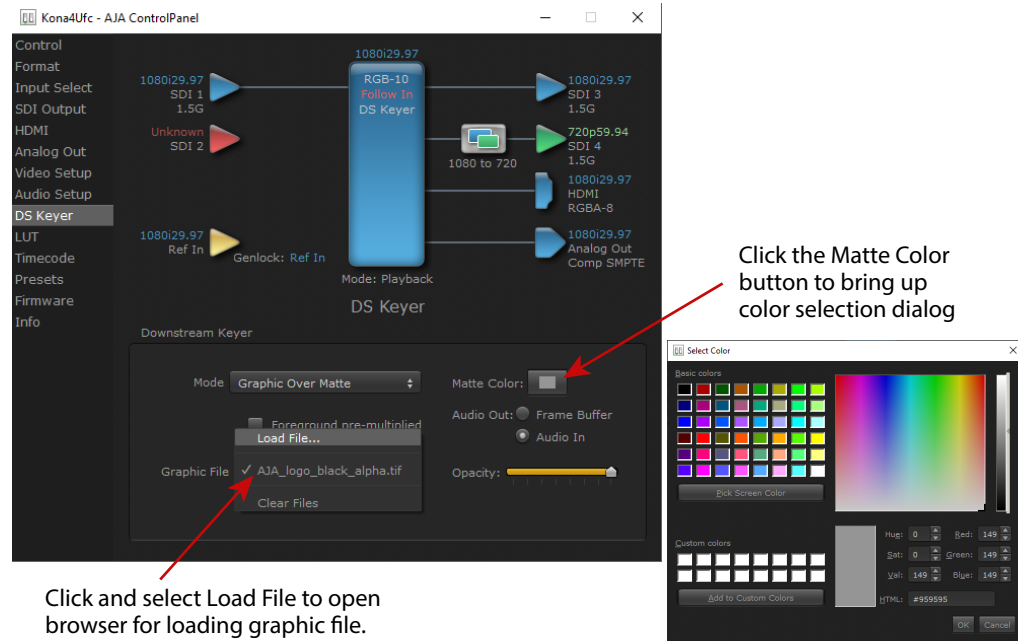 Kona4Ufc - AJA ControlPanel
Control
Format
Input Select
SDI Output
HDMI
Analog Out
Video Setup
Audio Setup
DS Keyer
LUT
Timecode
Presets
Firmware
Info
1080i29.97
RGB-10
Follow In
DS Keyer
1080i29.97
SDI 1
1.5G
Unknown
SDI 2
1080i29.97
Ref In
Genlock: Ref In
Mode: Playback
1080i29.97
SDI 3
1.5G
1080 to 720
720p59.94
SDI 4
1.5G
1080i29.97
HDMI
RGBA-8
1080i29.97
Analog Out
Comp SMPTE
DS Keyer
Downstream Keyer
Mode Graphic Over Matte
Foreground pre-multiplied
Load File...
Graphic File ✓ AJA_logo_black_alpha.tif
Clear Files
Matte Color:
Audio Out: Frame Buffer
Audio In
Opacity:
Click the Matte Color
button to bring up
color selection dialog
Select Color
Basic colors
Pick Screen Color
Custom colors
Add to Custom Colors
Hue: 0 Red: 149
Sat: 0 Green: 149
Val: 149 Blue: 149
HTML: #959595
OK Cancel
Click and select Load File to open
browser for loading graphic file.